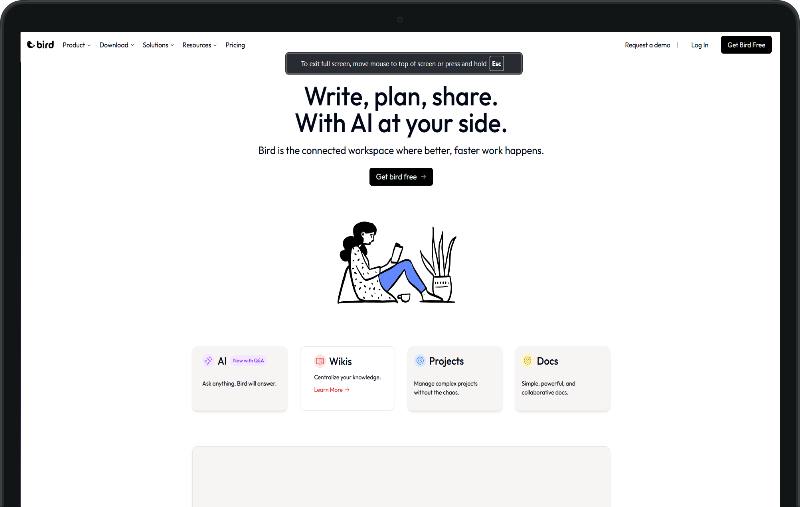 bird
Product
Download
Solutions
Resources
Pricing
Request a demo
Log In
Get Bird Free
To exit full screen, move mouse to top of screen or press and hold Esc
Write, plan, share.
With AI at your side.
Bird is the connected workspace where better, faster work happens.
Get bird free →
AI
New with Q&A
Ask anything. Bird will answer.
Wikis
Centralize your knowledge.
Learn More →
Projects
Manage complex projects
without the chaos.
Docs
Simple, powerful, and
collaborative docs.